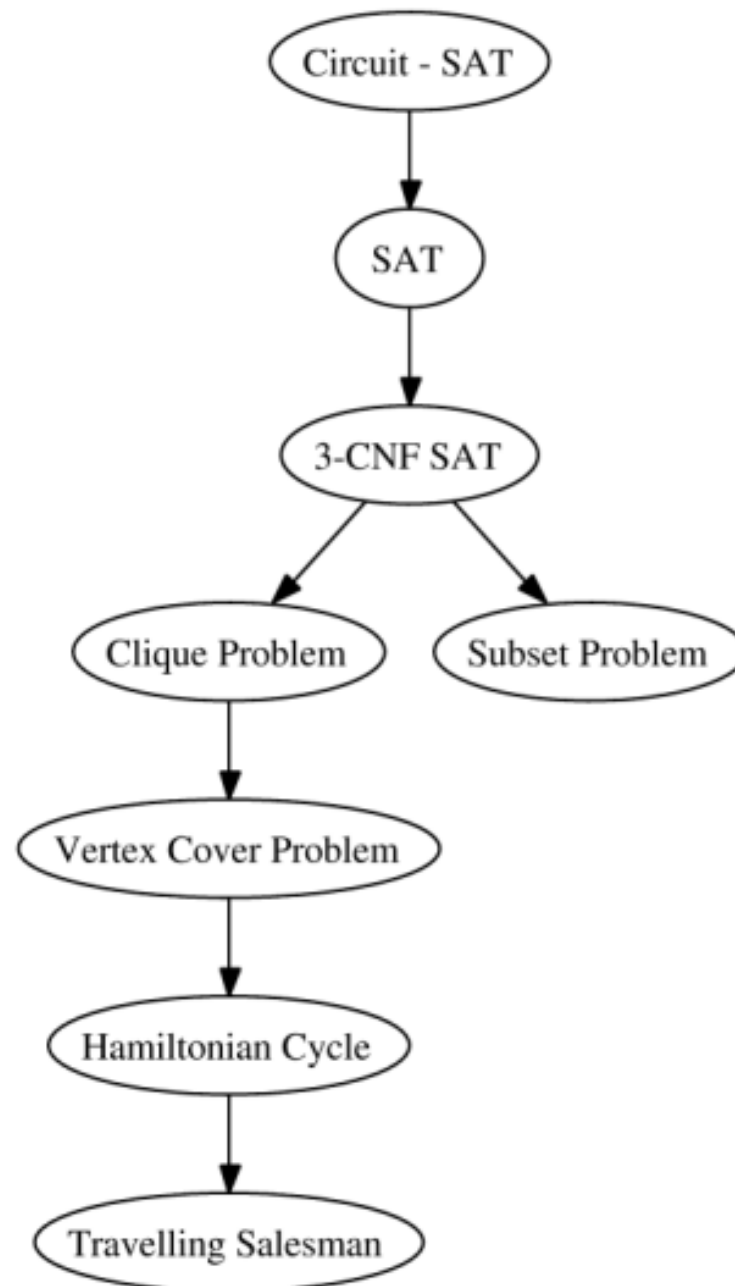 Circuit - SAT
SAT
3-CNF SAT
Clique Problem
Subset Problem
Vertex Cover Problem
Hamiltonian Cycle
Travelling Salesman